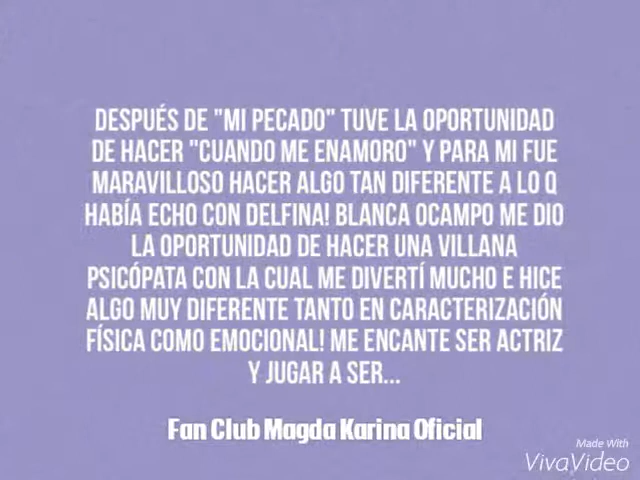 DESPUÉS DE "MI PECADO" TUVE LA OPORTUNIDAD
DE HACER "CUANDO ME ENAMORO" Y PARA MI FUE
MARAVILLOSO HACER ALGO TAN DIFERENTE A LO Q
HABÍA ECHO CON DELFINA! BLANCA OCAMPO ME DIO
LA OPORTUNIDAD DE HACER UNA VILLANA
PSICÓPATA CON LA CUAL ME DIVERTÍ MUCHO E HICE
ALGO MUY DIFERENTE TANTO EN CARACTERIZACIÓN
FÍSICA COMO EMOCIONAL! ME ENCANTE SER ACTRIZ
Y JUGAR A SER...
Fan Club Magda Karina Oficial
Made With
VivaVideo